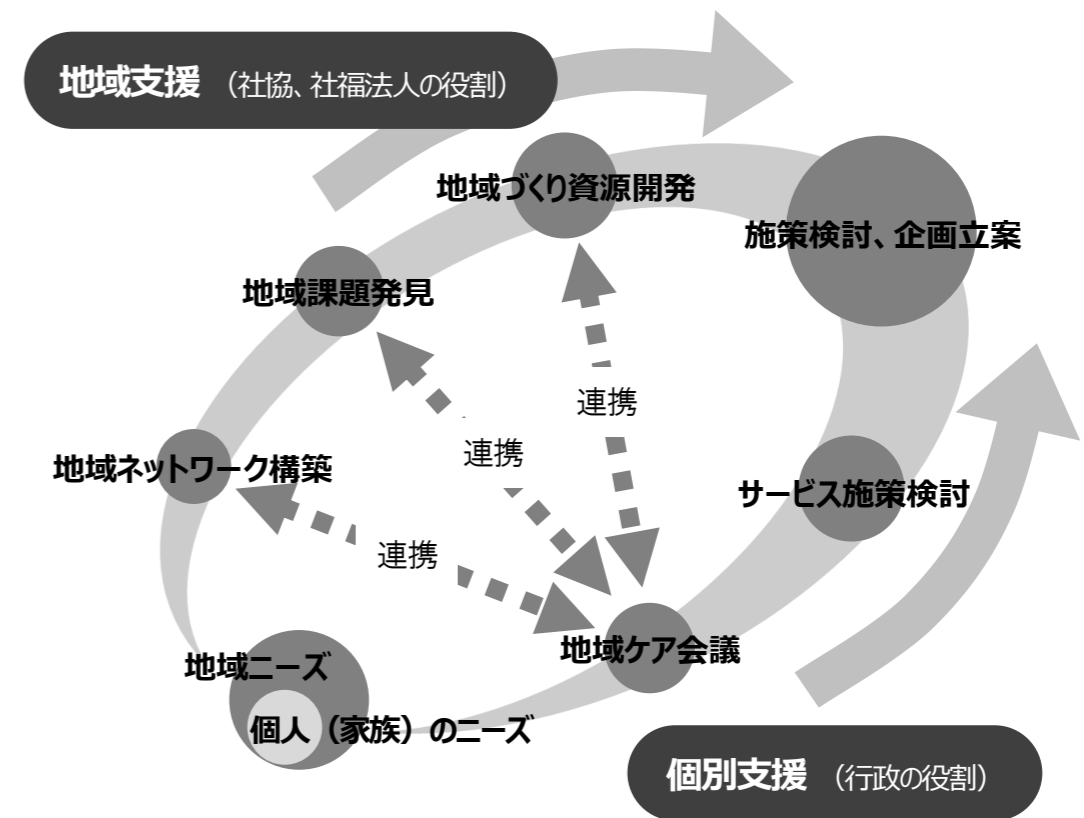 地域支援 （社協、社福法人の役割）
地域づくり資源開発
施策検討、企画立案
地域課題発見
連携
連携
地域ネットワーク構築
サービス施策検討
連携
地域ケア会議
地域ニーズ
個人（家族）のニーズ
個別支援 （行政の役割）